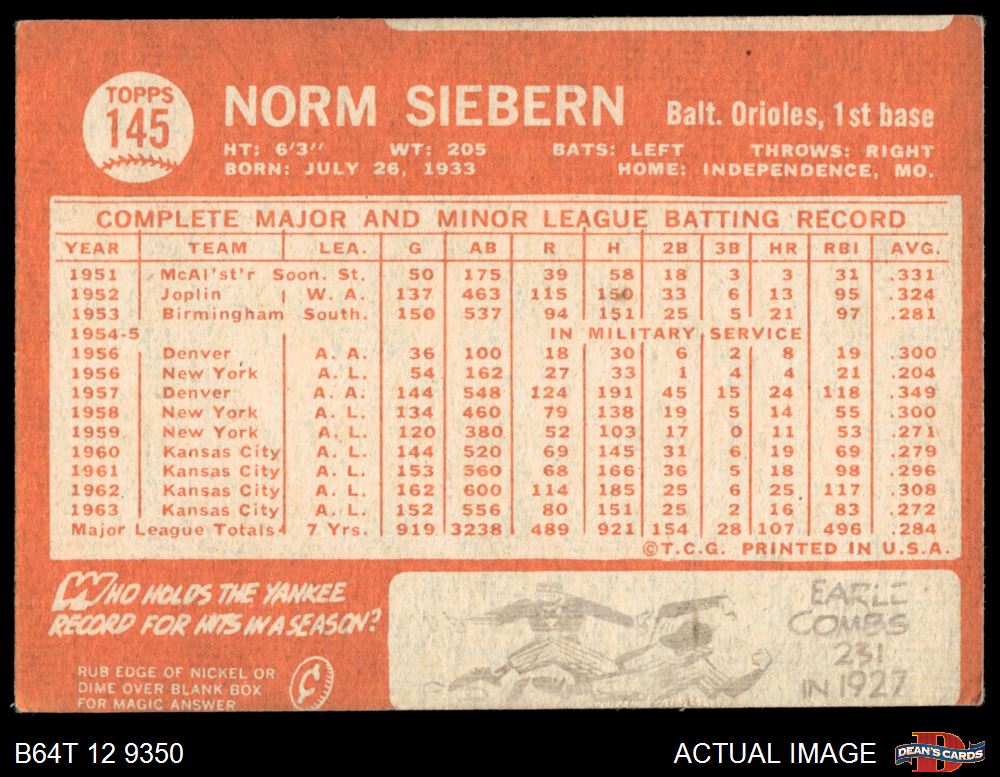 TOPPS
145
NORM SIEBERN Balt. Orioles, 1st base
HT: 6'3" WT: 205 BATS: LEFT THROWS: RIGHT
BORN: JULY 26, 1933 HOME: INDEPENDENCE, MO.
COMPLETE MAJOR AND MINOR LEAGUE BATTING RECORD
YEAR TEAM LEA. G AB R H 2B 3B HR RBI AVG.
1951 McAl'st'r Soon. St. 50 175 39 58 18 3 3 31 .331
1952 Joplin W. A. 137 463 115 150 33 6 13 95 .324
1953 Birmingham South. 150 537 94 151 25 5 21 97 .281
1954-5 IN MILITARY SERVICE
1956 Denver A. A. 36 100 18 30 6 2 8 19 .300
1956 New York A. L. 54 162 27 33 1 4 4 21 .204
1957 Denver A. A. 144 548 124 191 45 15 24 118 .349
1958 New York A. L. 134 460 79 138 19 5 14 55 .300
1959 New York A. L. 120 380 52 103 17 0 11 53 .271
1960 Kansas City A. L. 144 520 69 145 31 6 19 69 .279
1961 Kansas City A. L. 153 560 68 166 36 5 18 98 .296
1962 Kansas City A. L. 162 600 114 185 25 6 25 117 .308
1963 Kansas City A. L. 152 556 80 151 25 2 16 83 .272
Major League Totals 7 Yrs. 919 3238 489 921 154 28 107 496 .284
©T.C.G. PRINTED IN U.S.A.
WHO HOLDS THE YANKEE
RECORD FOR HITS IN A SEASON?
RUB EDGE OF NICKEL OR
DIME OVER BLANK BOX
FOR MAGIC ANSWER
EARLE
COMBS
231
IN 1927
B64T 12 9350 ACTUAL IMAGE DEAN'S CARDS